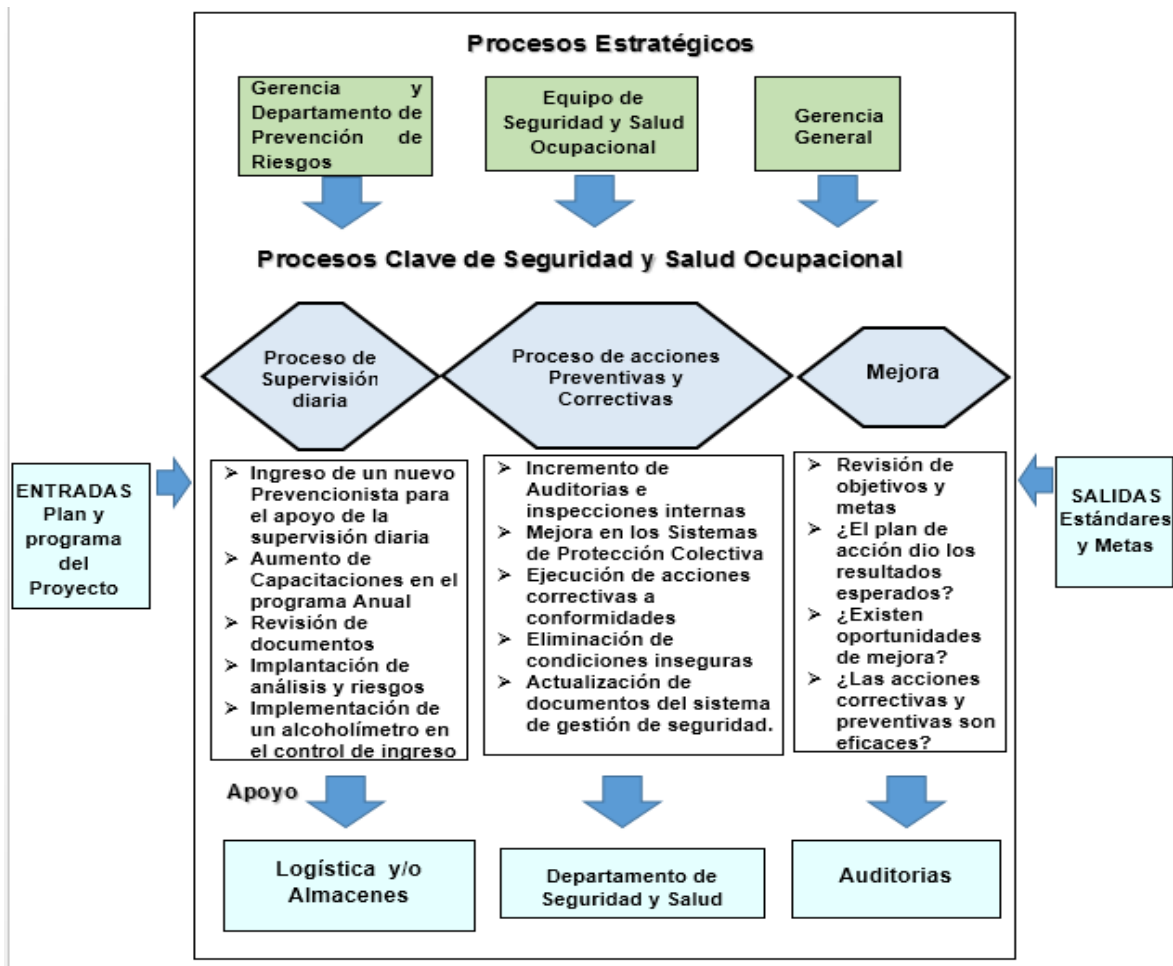 Procesos Estratégicos
Gerencia y
Departamento de
Prevención de
Riesgos
Equipo de
Seguridad y Salud
Ocupacional
Gerencia
General
Procesos Clave de Seguridad y Salud Ocupacional
Proceso de
Supervisión
diaria
Proceso de acciones
Preventivas y
Correctivas
Mejora
ENTRADAS
Plan y
programa
del
Proyecto
➢ Ingreso de un nuevo
Prevencionista para
el apoyo de la
supervisión diaria
➢ Aumento de
Capacitaciones en el
programa Anual
➢ Revisión de
documentos
➢ Implantación de
análisis y riesgos
➢ Implementación de
un alcoholímetro en
el control de ingreso
➢ Incremento de
Auditorias e
inspecciones internas
➢ Mejora en los Sistemas
de Protección Colectiva
➢ Ejecución de acciones
correctivas a
conformidades
➢ Eliminación de
condiciones inseguras
➢ Actualización de
documentos del sistema
de gestión de seguridad.
➢ Revisión de
objetivos y
metas
➢ ¿El plan de
acción dio los
resultados
esperados?
➢ ¿Existen
oportunidades
de mejora?
➢ ¿Las acciones
correctivas y
preventivas son
eficaces?
SALIDAS
Estándares
y Metas
Apoyo
Logística y/o
Almacenes
Departamento de
Seguridad y Salud
Auditorias